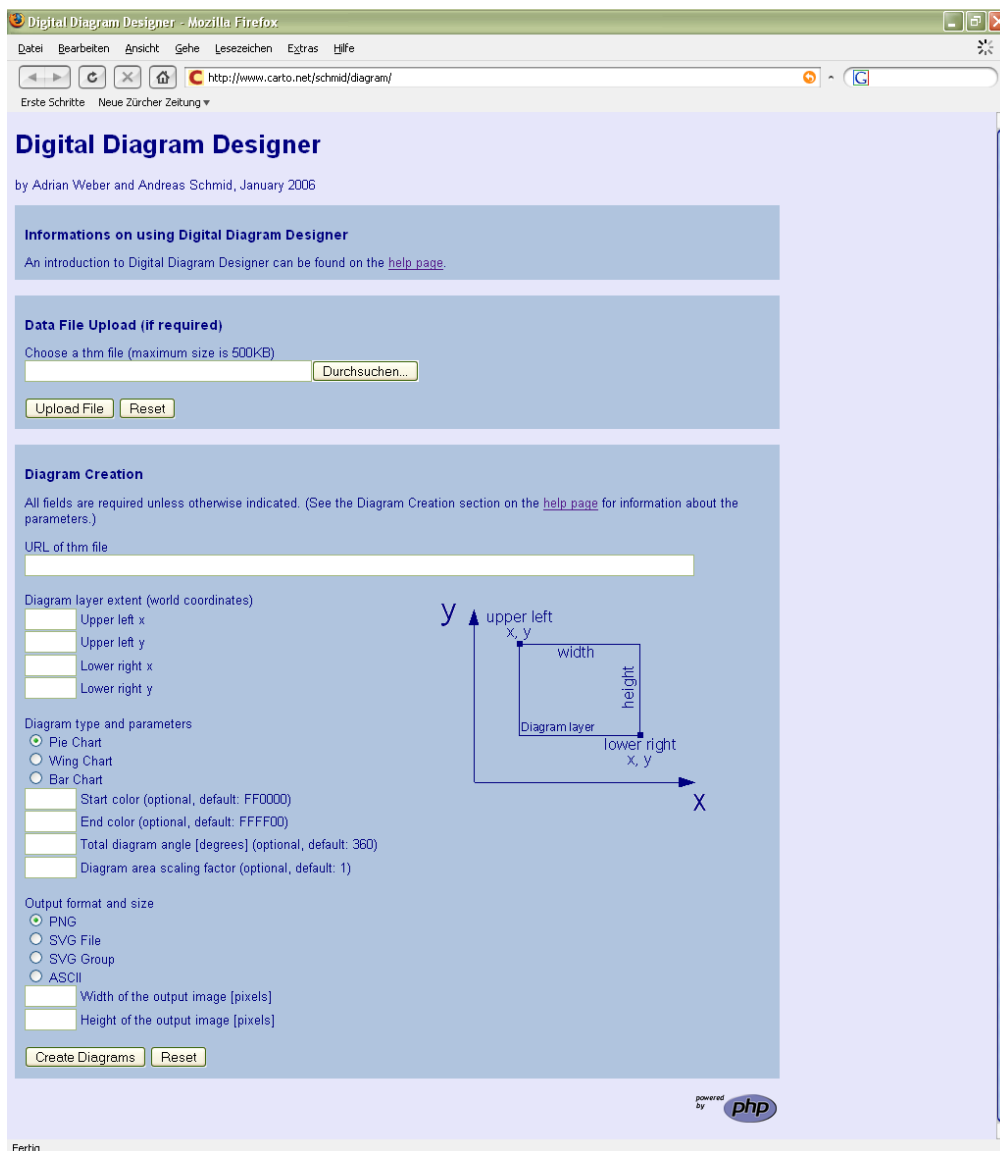 Digital Diagram Designer - Mozilla Firefox
Datei Bearbeiten Ansicht Gehe Lesezeichen Extras Hilfe
http://www.carto.net/schmid/diagram/
G
Erste Schritte Neue Zürcher Zeitung
Digital Diagram Designer
by Adrian Weber and Andreas Schmid, January 2006
Informations on using Digital Diagram Designer
An introduction to Digital Diagram Designer can be found on the help page.
Data File Upload (if required)
Choose a thm file (maximum size is 500KB)
Durchsuchen...
Upload File Reset
Diagram Creation
All fields are required unless otherwise indicated. (See the Diagram Creation section on the help page for information about the
parameters.)
URL of thm file
Diagram layer extent (world coordinates)
Upper left x
Upper left y
Lower right x
Lower right y
y
upper left
x, y
width
height
Diagram layer
lower right
x, y
x
Diagram type and parameters
Pie Chart
Wing Chart
Bar Chart
Start color (optional, default: FF0000)
End color (optional, default: FFFF00)
Total diagram angle [degrees] (optional, default: 360)
Diagram area scaling factor (optional, default: 1)
Output format and size
PNG
SVG File
SVG Group
ASCII
Width of the output image [pixels]
Height of the output image [pixels]
Create Diagrams Reset
powered
by php
Fertig